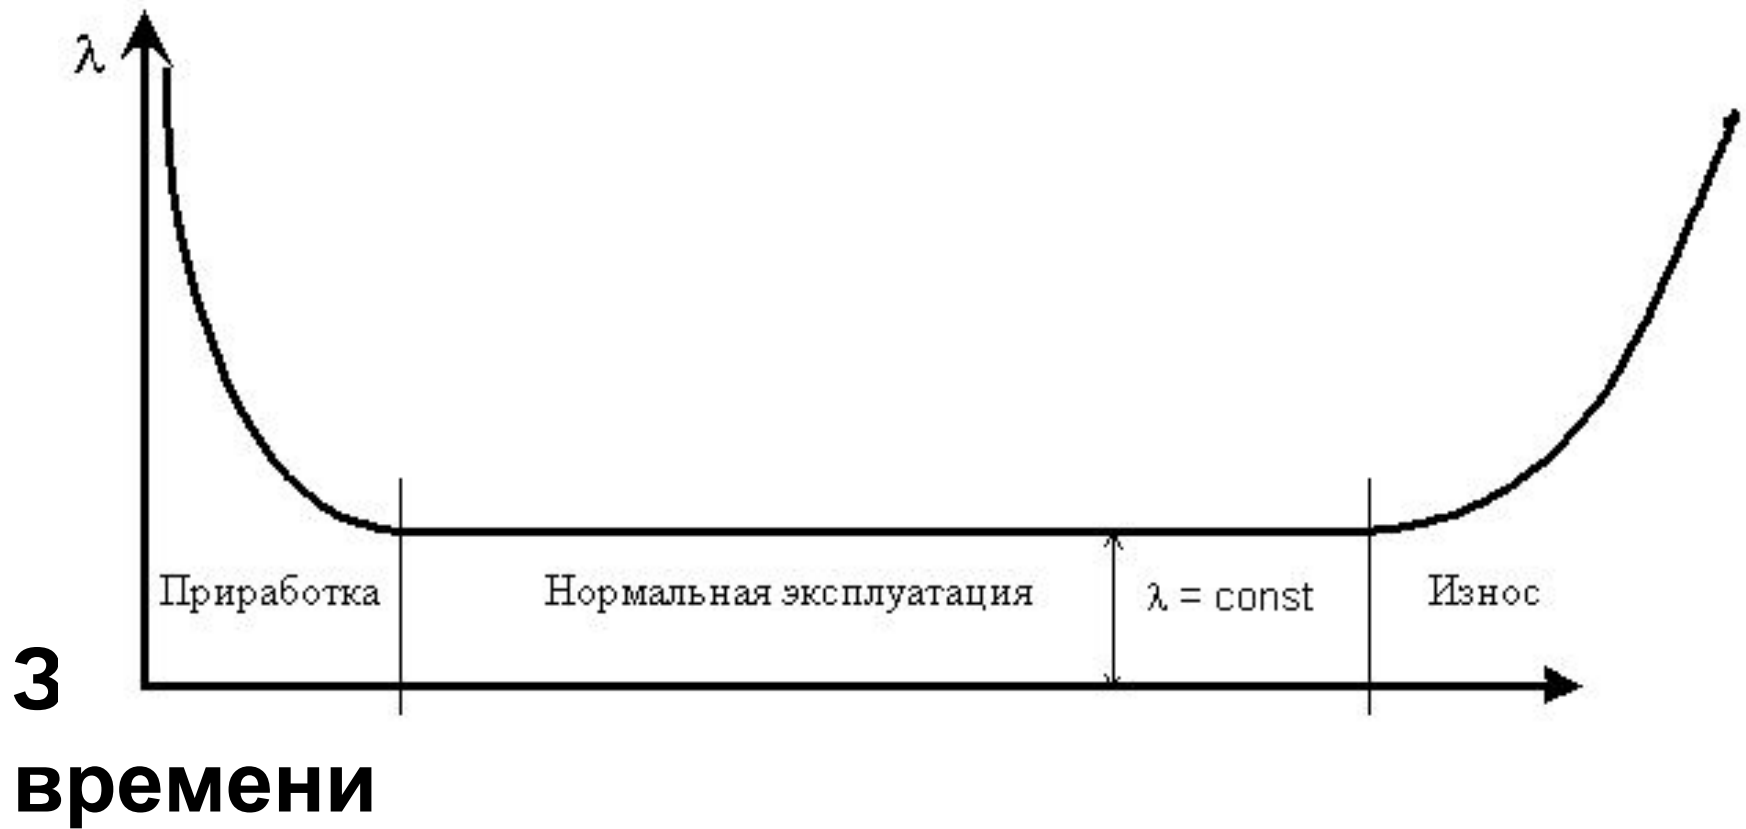 λ
Приработка
Нормальная эксплуатация
λ = const
Износ
З
времени